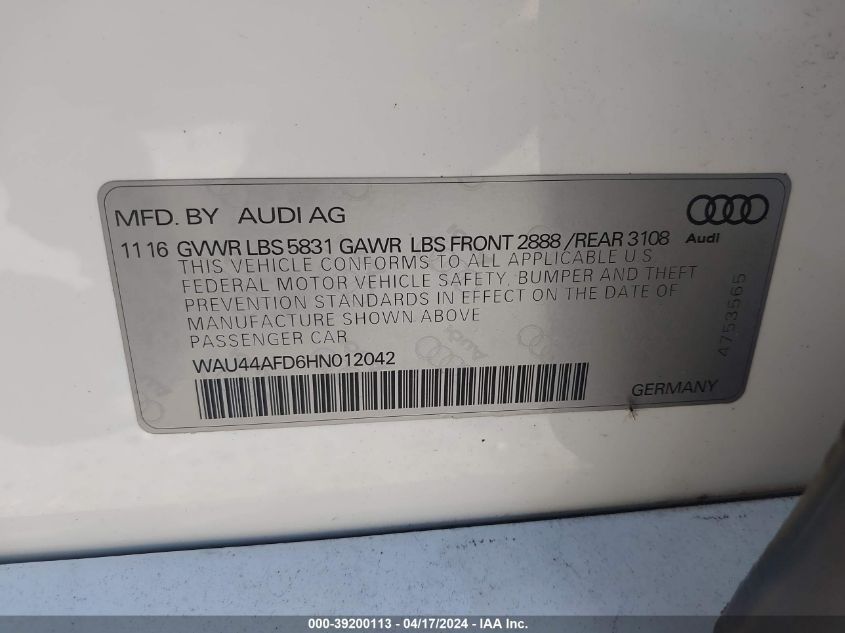 MFD. BY AUDI AG
11 16 GVWR LBS 5831 GAWR LBS FRONT 2888 /REAR 3108
Audi
THIS VEHICLE CONFORMS TO ALL APPLICABLE U.S.
FEDERAL MOTOR VEHICLE SAFETY, BUMPER AND THEFT
PREVENTION STANDARDS IN EFFECT ON THE DATE OF
MANUFACTURE SHOWN ABOVE
PASSENGER CAR
4753565
WAU44AFD6HN012042
GERMANY
000-39200113 - 04/17/2024 - IAA Inc.